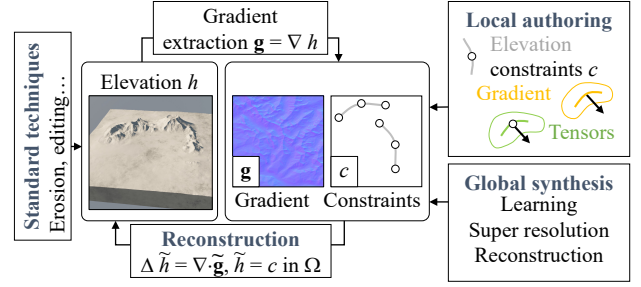 Gradient
extraction g = ∇ h
Standard techniques
Erosion, editing…
Elevation h
g
c
Gradient
Constraints
Reconstruction
Δ h̃ = ∇·g̃, h̃ = c in Ω
Local authoring
Elevation
constraints c
Gradient
Tensors
Global synthesis
Learning
Super resolution
Reconstruction